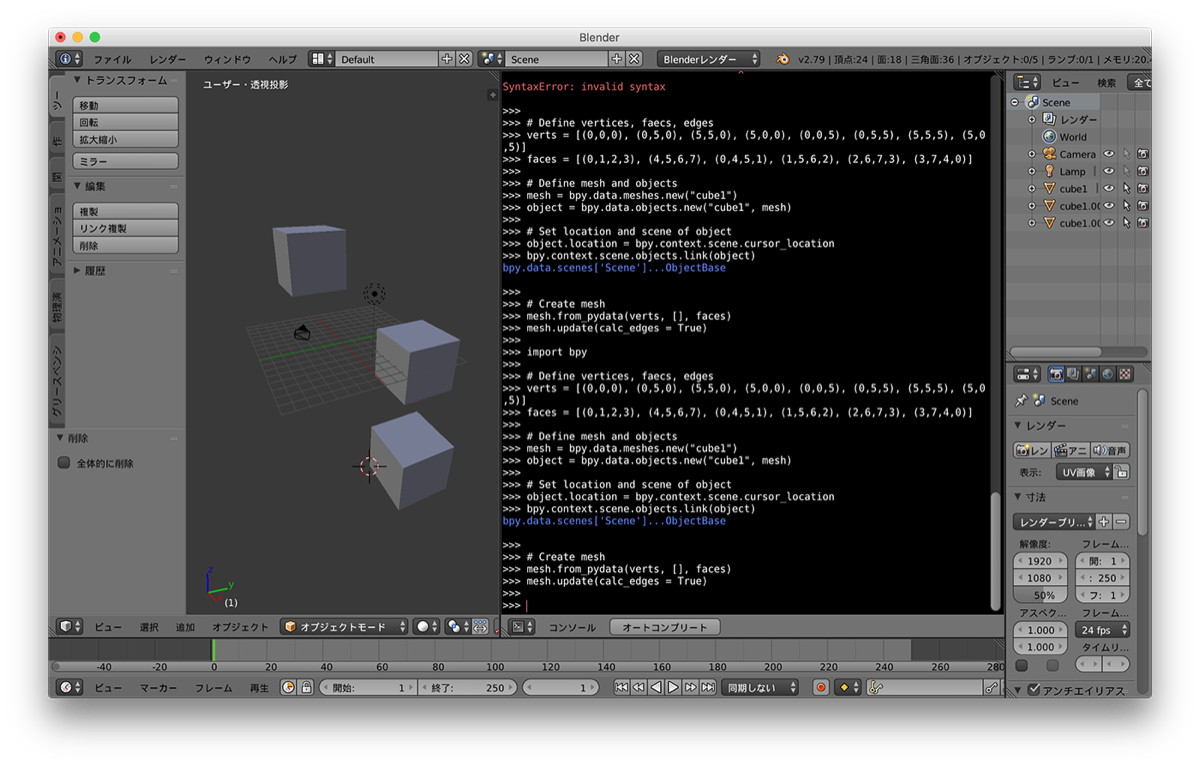 Blender
ファイル レンダー ウィンドウ ヘルプ Default Scene Blenderレンダー v2.79 | 頂点:24 | 面:18 | 三角面:36 | オブジェクト:0/5 | ランプ:0/1 | メモリ:20.
トランスフォーム
移動
回転
拡大縮小
ミラー
編集
複製
リンク複製
削除
履歴
ツー
作
関
アニメーショ
物理演
グリースペンシ
削除
全体的に削除
ユーザー・透視投影
(1)
ビュー 選択 追加 オブジェクト オブジェクトモード
SyntaxError: invalid syntax
>>>
>>> # Define vertices, faecs, edges
>>> verts = [(0,0,0), (0,5,0), (5,5,0), (5,0,0), (0,0,5), (0,5,5), (5,5,5), (5,0
,5)]
>>> faces = [(0,1,2,3), (4,5,6,7), (0,4,5,1), (1,5,6,2), (2,6,7,3), (3,7,4,0)]
>>>
>>> # Define mesh and objects
>>> mesh = bpy.data.meshes.new("cube1")
>>> object = bpy.data.objects.new("cube1", mesh)
>>>
>>> # Set location and scene of object
>>> object.location = bpy.context.scene.cursor_location
>>> bpy.context.scene.objects.link(object)
bpy.data.scenes['Scene']...ObjectBase
>>>
>>> # Create mesh
>>> mesh.from_pydata(verts, [], faces)
>>> mesh.update(calc_edges = True)
>>>
>>> import bpy
>>>
>>> # Define vertices, faecs, edges
>>> verts = [(0,0,0), (0,5,0), (5,5,0), (5,0,0), (0,0,5), (0,5,5), (5,5,5), (5,0
,5)]
>>> faces = [(0,1,2,3), (4,5,6,7), (0,4,5,1), (1,5,6,2), (2,6,7,3), (3,7,4,0)]
>>>
>>> # Define mesh and objects
>>> mesh = bpy.data.meshes.new("cube1")
>>> object = bpy.data.objects.new("cube1", mesh)
>>>
>>> # Set location and scene of object
>>> object.location = bpy.context.scene.cursor_location
>>> bpy.context.scene.objects.link(object)
bpy.data.scenes['Scene']...ObjectBase
>>>
>>> # Create mesh
>>> mesh.from_pydata(verts, [], faces)
>>> mesh.update(calc_edges = True)
>>>
>>>
コンソール オートコンプリート
ビュー 検索 全て
Scene
レンダー
World
Camera
Lamp
cube1
cube1.00
cube1.00
Scene
レンダー
レン アニ 音声
表示: UV画像
寸法
レンダープリ...
解像度: フレーム...
1920 開: 1
1080 : 250
50% フ: 1
アスペク... フレーム...
1.000 24 fps
1.000 タイムリ...
アンチエイリアス
-40 -20 0 20 40 60 80 100 120 140 160 180 200 220 240 260 280
ビュー マーカー フレーム 再生 開始: 1 終了: 250 1 同期しない